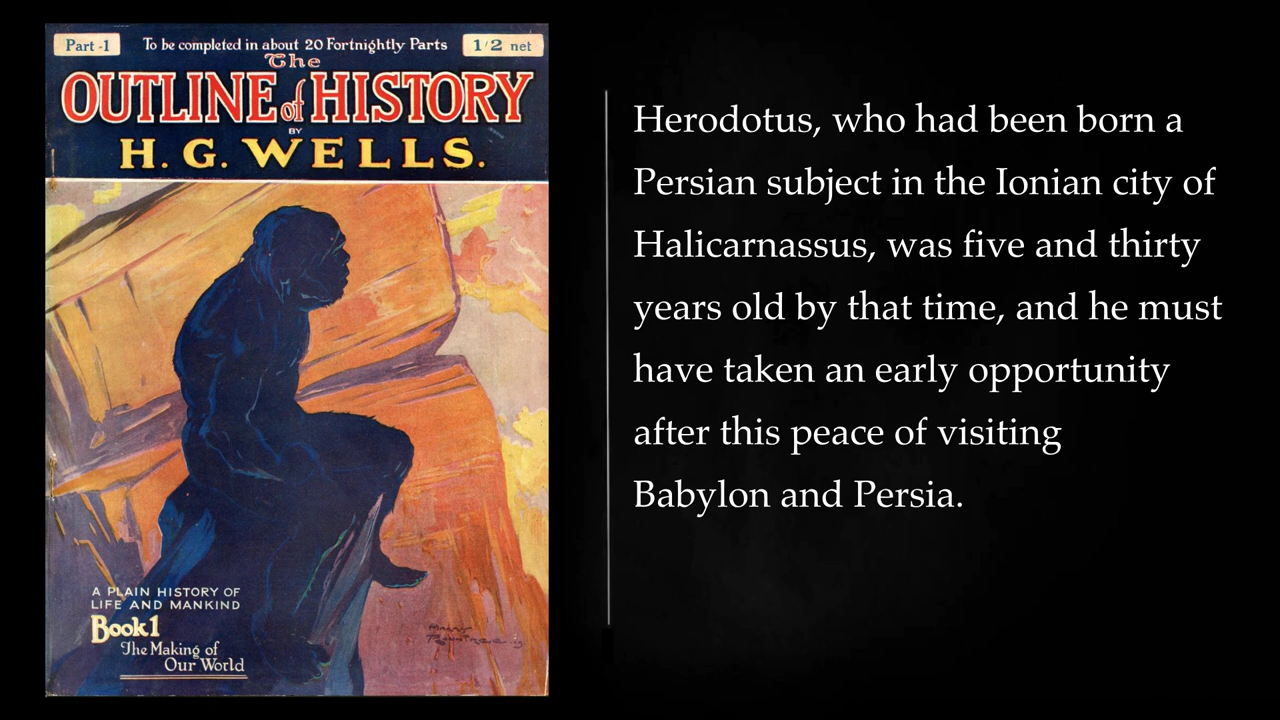 Part -1
To be completed in about 20 Fortnightly Parts
1/2 net
The
OUTLINE of HISTORY
BY
H. G. WELLS.
A PLAIN HISTORY OF
LIFE AND MANKIND
Book 1
The Making of
Our World
Herodotus, who had been born a
Persian subject in the Ionian city of
Halicarnassus, was five and thirty
years old by that time, and he must
have taken an early opportunity
after this peace of visiting
Babylon and Persia.